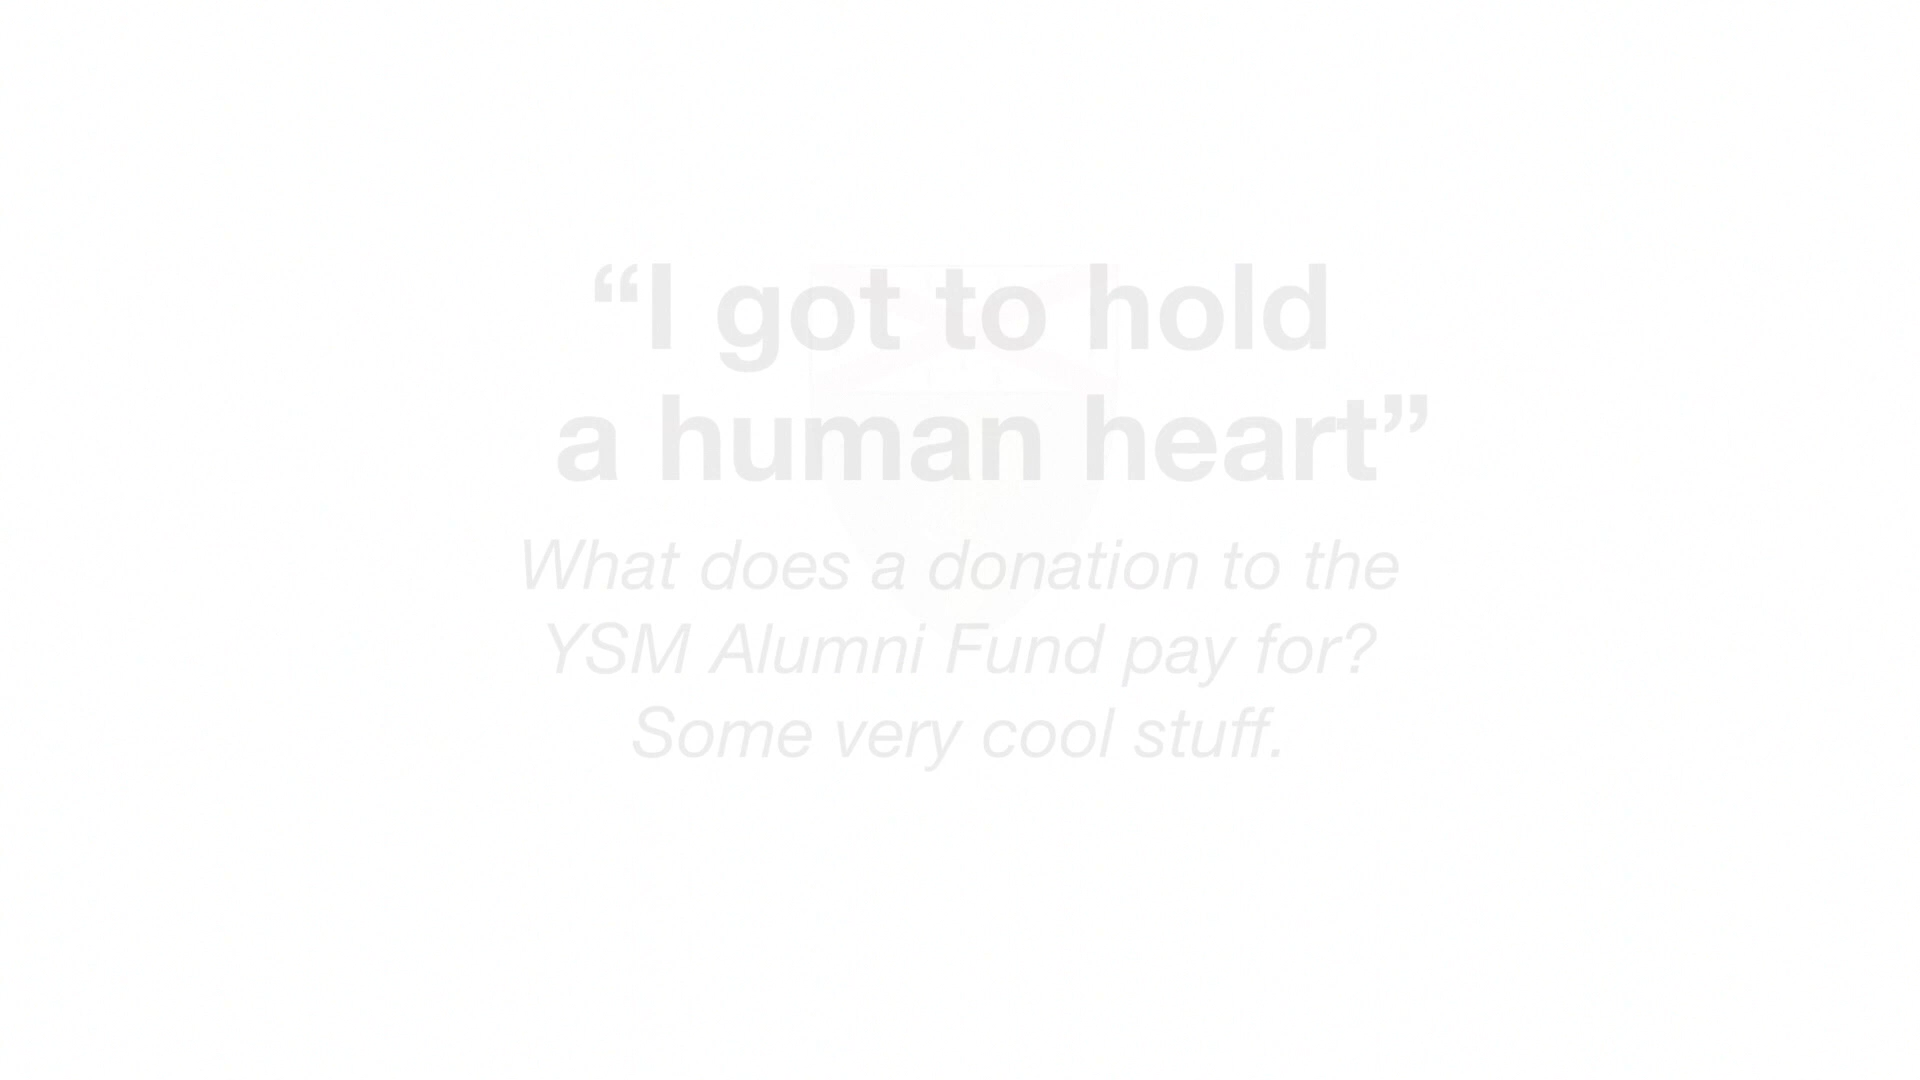 “I got to hold
a human heart”
What does a donation to the
YSM Alumni Fund pay for?
Some very cool stuff.